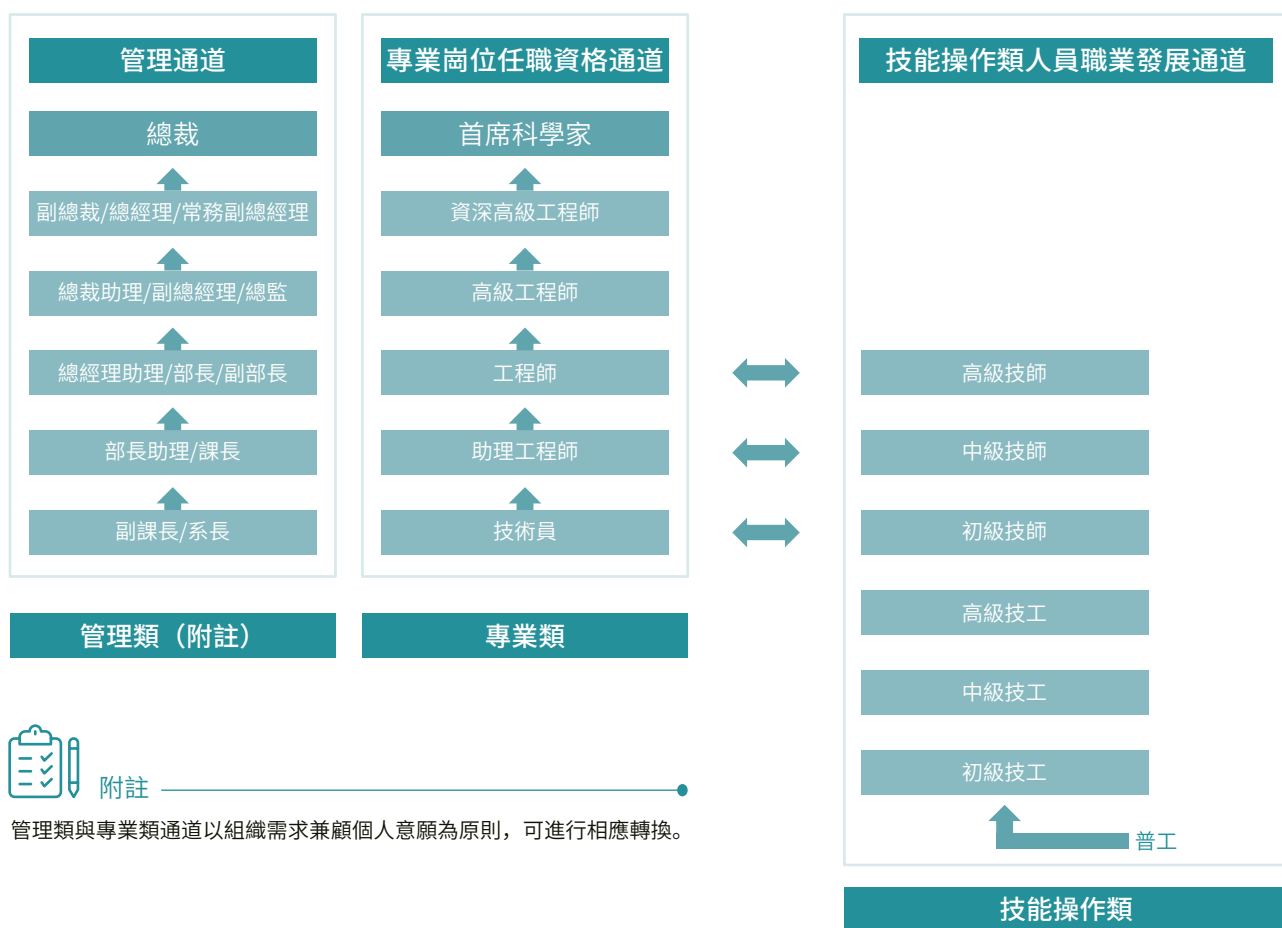 管理通道
總裁
副總裁/總經理/常務副總經理
總裁助理/副總經理/總監
總經理助理/部長/副部長
部長助理/課長
副課長/系長
管理類（附註）
專業崗位任職資格通道
首席科學家
資深高級工程師
高級工程師
工程師
助理工程師
技術員
專業類
技能操作類人員職業發展通道
高級技師
中級技師
初級技師
高級技工
中級技工
初級技工
普工
技能操作類
附註
管理類與專業類通道以組織需求兼顧個人意願為原則，可進行相應轉換。